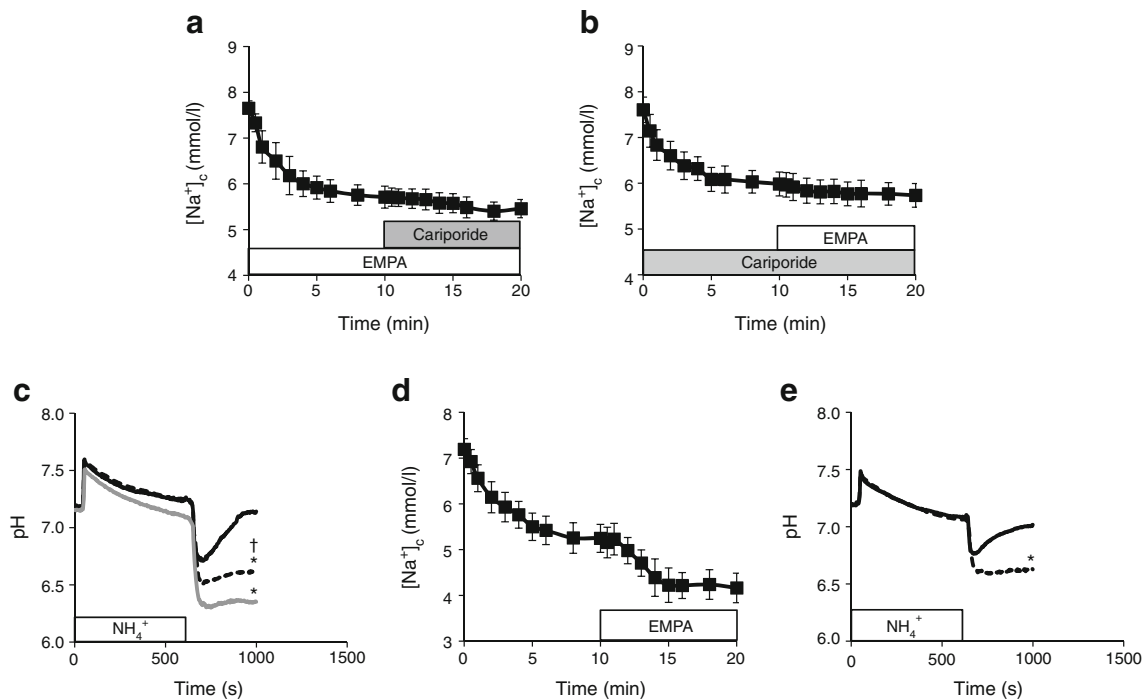 a
9
8
7
6
5
4
[Na+]c (mmol/l)
Cariporide
EMPA
0 5 10 15 20
Time (min)
b
9
8
7
6
5
4
[Na+]c (mmol/l)
EMPA
Cariporide
0 5 10 15 20
Time (min)
c
8.0
7.5
7.0
6.5
6.0
pH
†
*
*
NH4+
0 500 1000 1500
Time (s)
d
8
7
6
5
4
3
[Na+]c (mmol/l)
EMPA
0 5 10 15 20
Time (min)
e
8.0
7.5
7.0
6.5
6.0
pH
*
NH4+
0 500 1000 1500
Time (s)